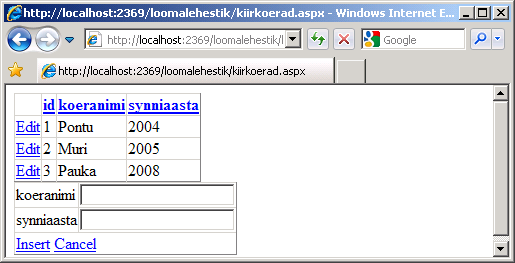 http://localhost:2369/loomalehestik/kiirkoerad.aspx - Windows Internet E...
http://localhost:2369/loomalehestik/
Google
http://localhost:2369/loomalehestik/kiirkoerad.aspx
id koeranimi synniaasta
Edit 1 Pontu 2004
Edit 2 Muri 2005
Edit 3 Pauka 2008
koeranimi
synniaasta
Insert Cancel